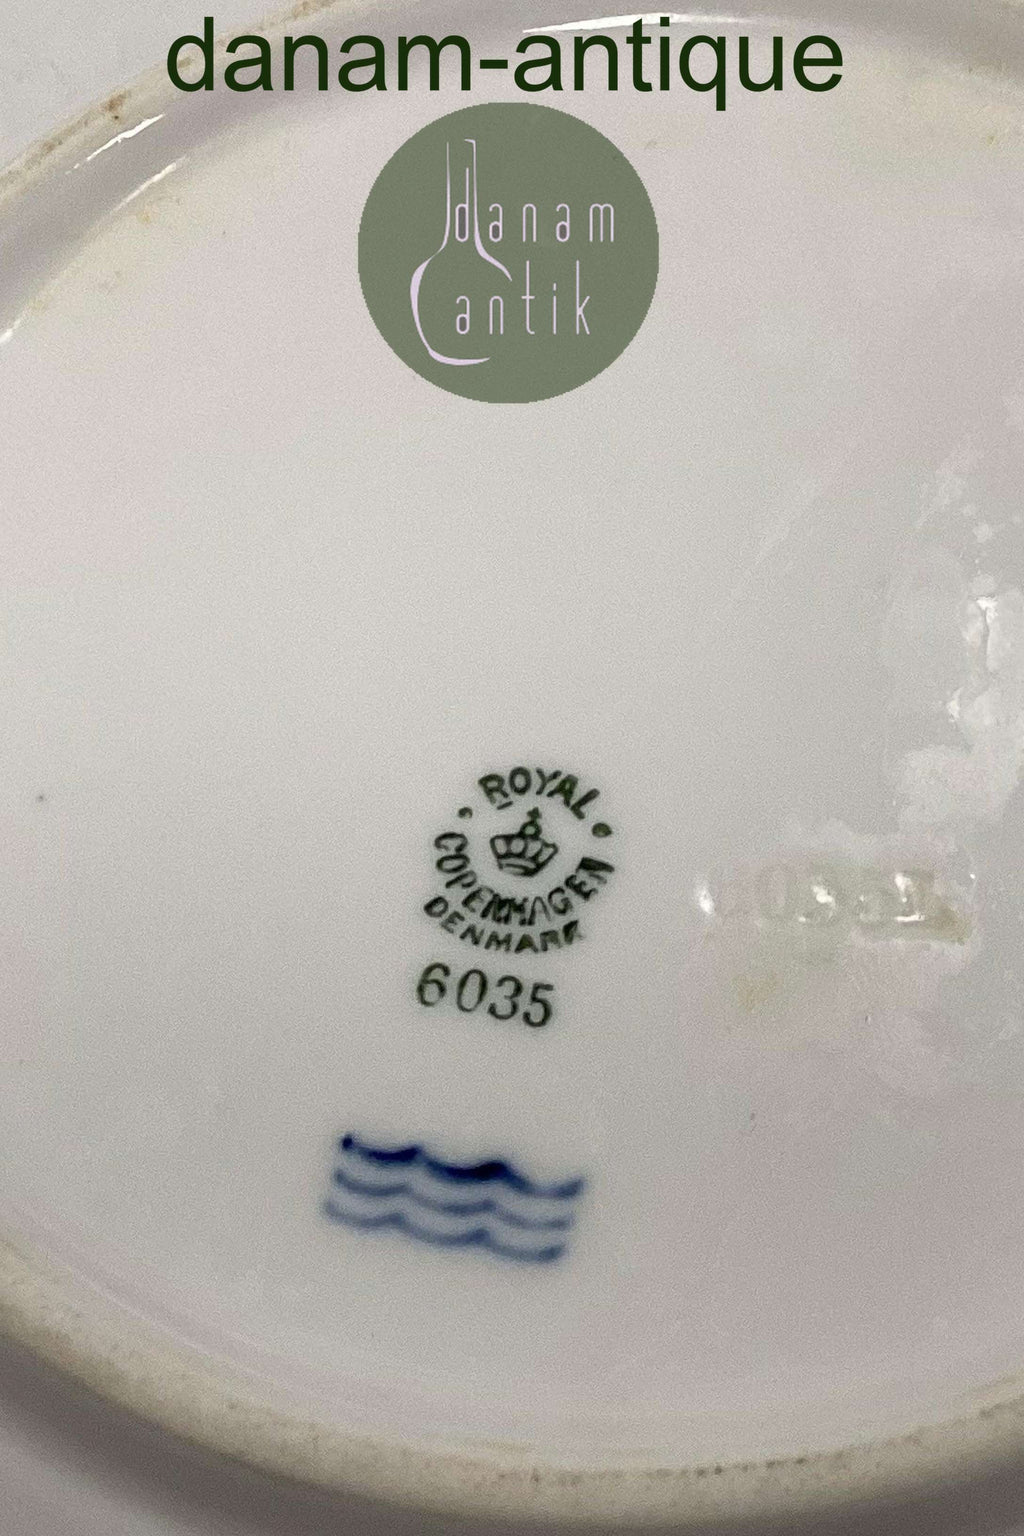 danam-antique
danam
antik
ROYAL
COPENHAGEN
DENMARK
6035